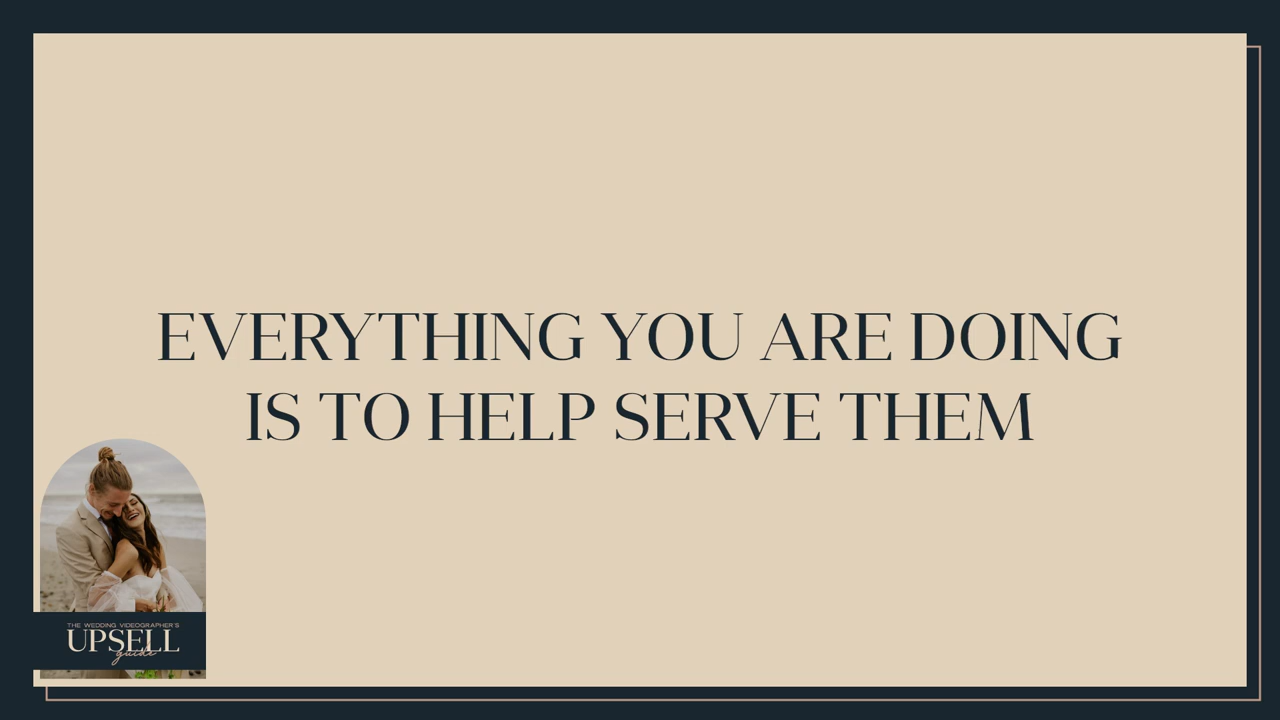 EVERYTHING YOU ARE DOING
IS TO HELP SERVE THEM
THE WEDDING VIDEOGRAPHER'S
UPSELL
guide